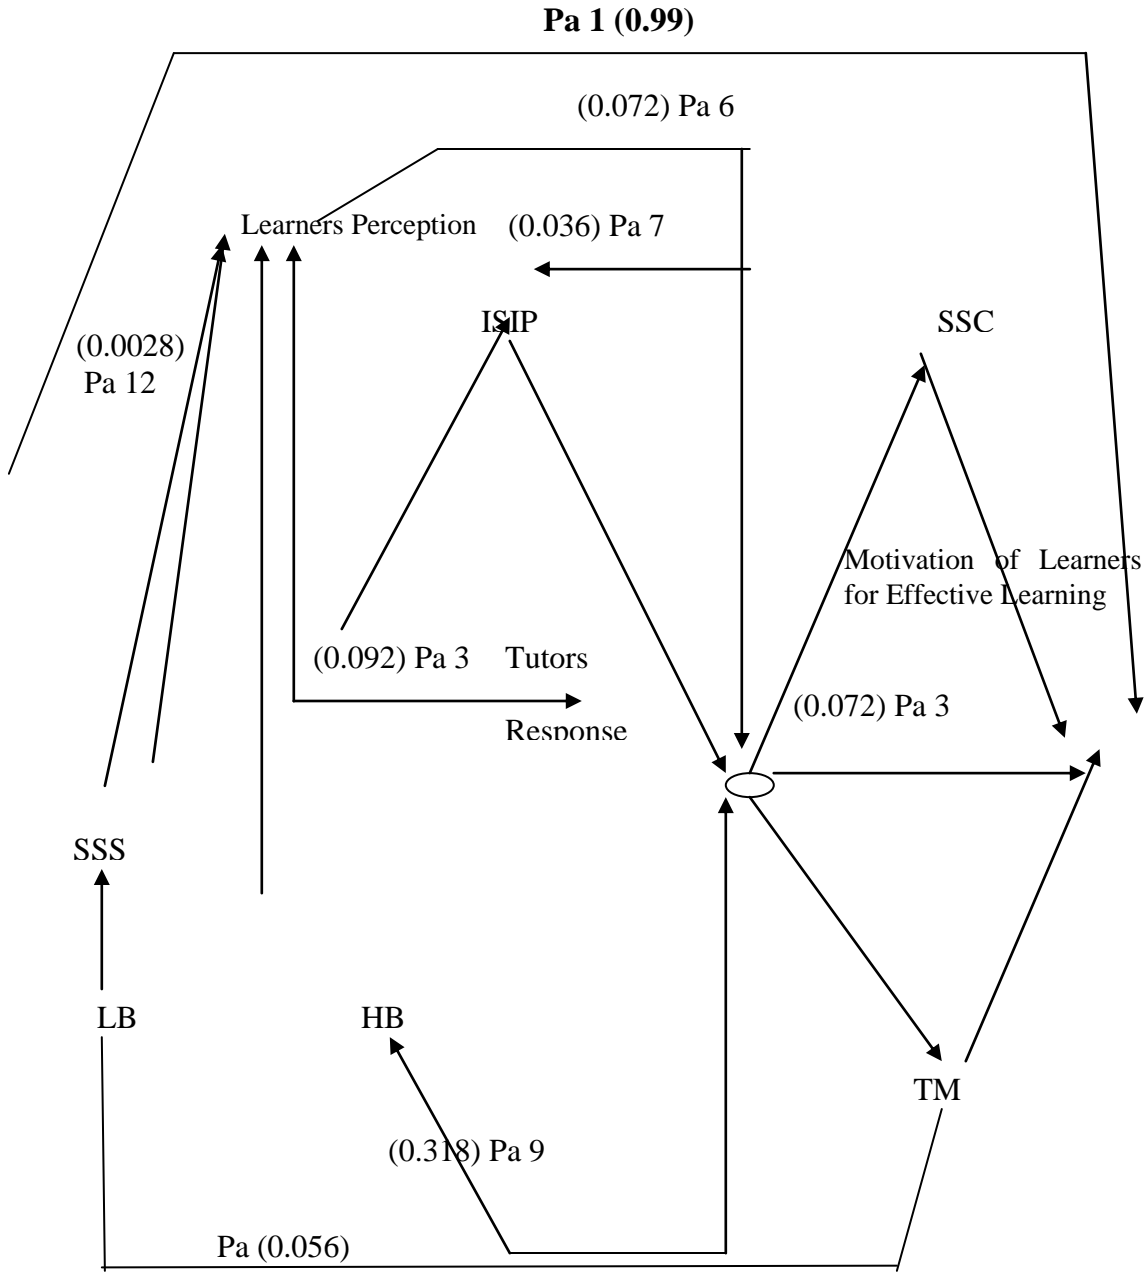 Pa 1 (0.99)
(0.072) Pa 6
Learners Perception
(0.036) Pa 7
ISIP
SSC
(0.0028)
Pa 12
Motivation of Learners
for Effective Learning
(0.092) Pa 3 Tutors
Response
(0.072) Pa 3
SSS
LB
HB
TM
(0.318) Pa 9
Pa (0.056)